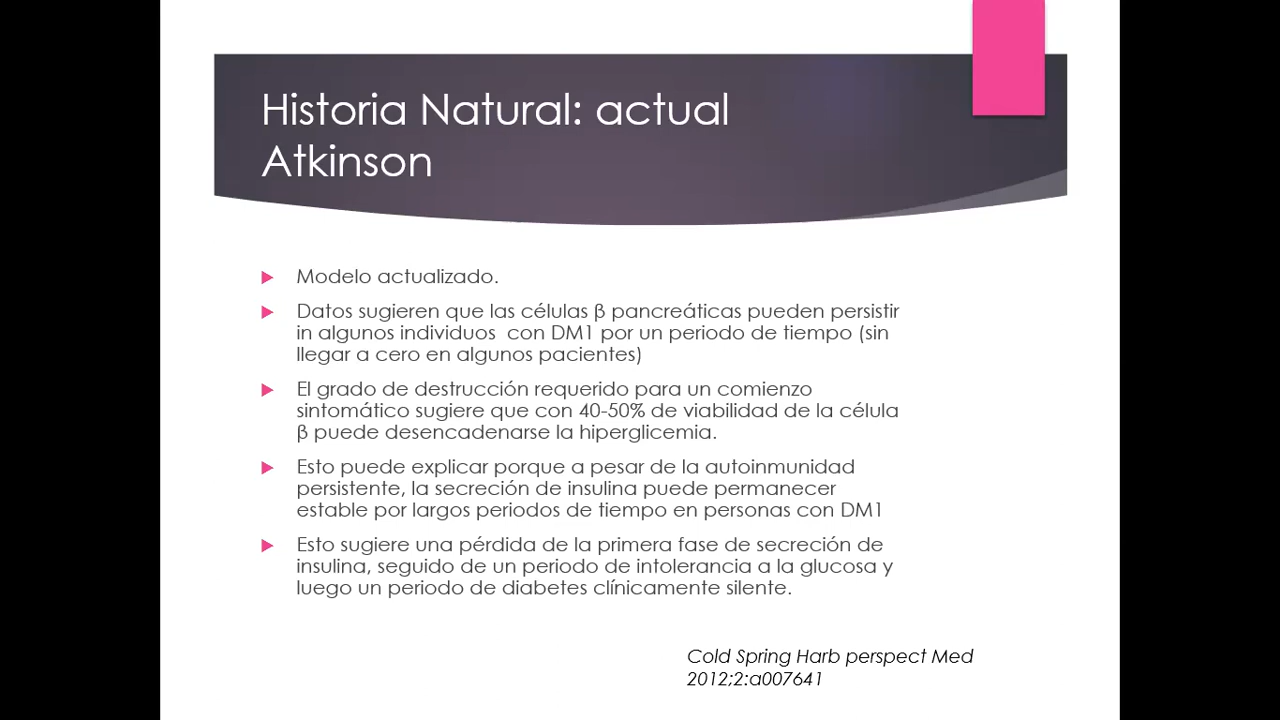 Historia Natural: actual
Atkinson
Modelo actualizado.
Datos sugieren que las células β pancreáticas pueden persistir
in algunos individuos con DM1 por un periodo de tiempo (sin
llegar a cero en algunos pacientes)
El grado de destrucción requerido para un comienzo
sintomático sugiere que con 40-50% de viabilidad de la célula
β puede desencadenarse la hiperglicemia.
Esto puede explicar porque a pesar de la autoinmunidad
persistente, la secreción de insulina puede permanecer
estable por largos periodos de tiempo en personas con DM1
Esto sugiere una pérdida de la primera fase de secreción de
insulina, seguido de un periodo de intolerancia a la glucosa y
luego un periodo de diabetes clínicamente silente.
Cold Spring Harb perspect Med
2012;2:a007641